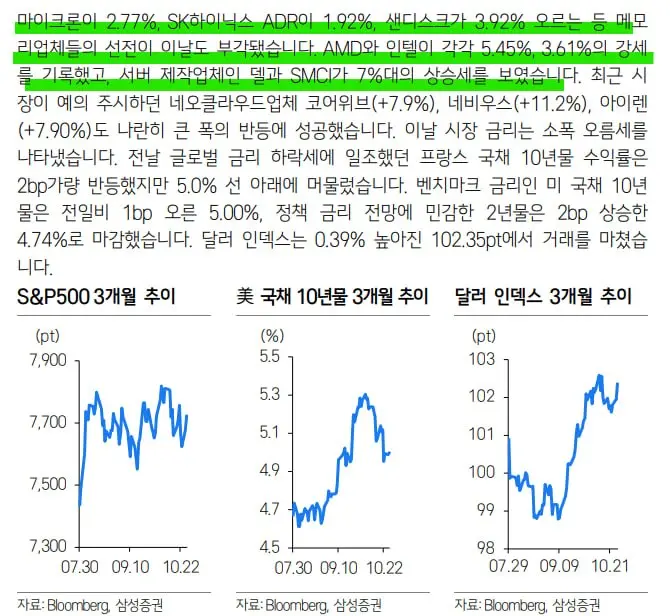 마이크론이 2.77%, SK하이닉스 ADR이 1.92%, 샌디스크가 3.92% 오르는 등 메모
리업체들의 선전이 이날도 부각됐습니다. AMD와 인텔이 각각 5.45%, 3.61%의 강세
를 기록했고, 서버 제작업체인 델과 SMCI가 7%대의 상승세를 보였습니다. 최근 시
장이 예의 주시하던 네오클라우드업체 코어위브(+7.9%), 네비우스(+11.2%), 아이렌
(+7.90%)도 나란히 큰 폭의 반등에 성공했습니다. 이날 시장 금리는 소폭 오름세를
나타냈습니다. 전날 글로벌 금리 하락세에 일조했던 프랑스 국채 10년물 수익률은
2bp가량 반등했지만 5.0% 선 아래에 머물렀습니다. 벤치마크 금리인 미 국채 10년
물은 전일비 1bp 오른 5.00%, 정책 금리 전망에 민감한 2년물은 2bp 상승한
4.74%로 마감했습니다. 달러 인덱스는 0.39% 높아진 102.35pt에서 거래를 마쳤습
니다.
S&P500 3개월 추이
(pt)
7,900
7,700
7,500
7,300
07.30 09.10 10.22
자료: Bloomberg, 삼성증권
美 국채 10년물 3개월 추이
(%)
5.5
5.3
5.0
4.9
4.5
07.30 09.10 10.22
자료: Bloomberg, 삼성증권
달러 인덱스 3개월 추이
(pt)
103
102
100
99
98
07.29 09.09 10.21
자료: Bloomberg, 삼성증권